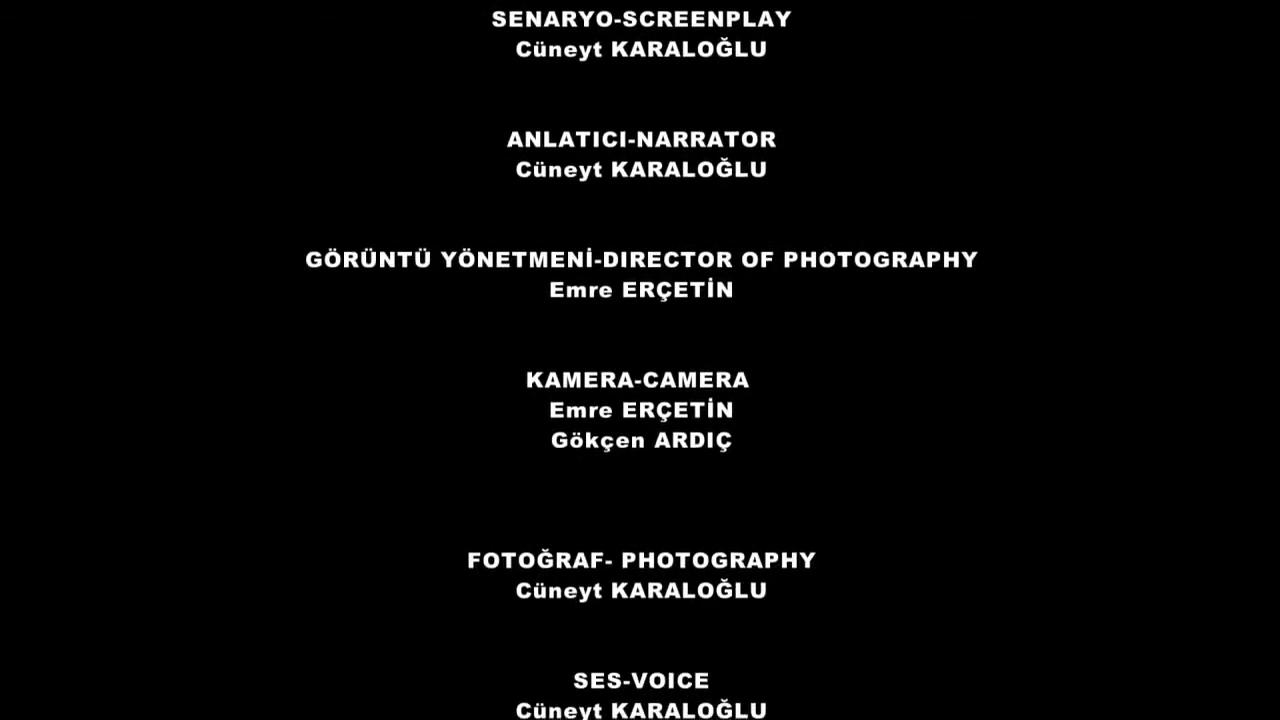 SENARYO-SCREENPLAY
Cüneyt KARALOĞLU
ANLATICI-NARRATOR
Cüneyt KARALOĞLU
GÖRÜNTÜ YÖNETMENİ-DIRECTOR OF PHOTOGRAPHY
Emre ERÇETİN
KAMERA-CAMERA
Emre ERÇETİN
Gökçen ARDIÇ
FOTOĞRAF- PHOTOGRAPHY
Cüneyt KARALOĞLU
SES-VOICE
Cüneyt KARALOĞLU